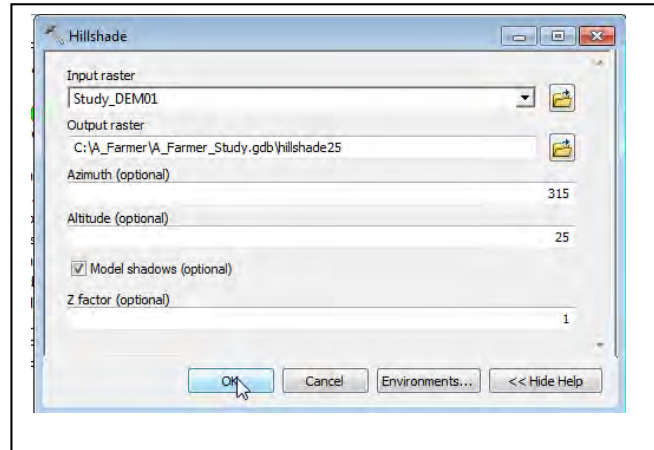 Hillshade
Input raster
Study_DEM01
Output raster
C:\A_Farmer\A_Farmer_Study.gdb\hillshade25
Azimuth (optional)
315
Altitude (optional)
25
Model shadows (optional)
Z factor (optional)
1
OK Cancel Environments... << Hide Help